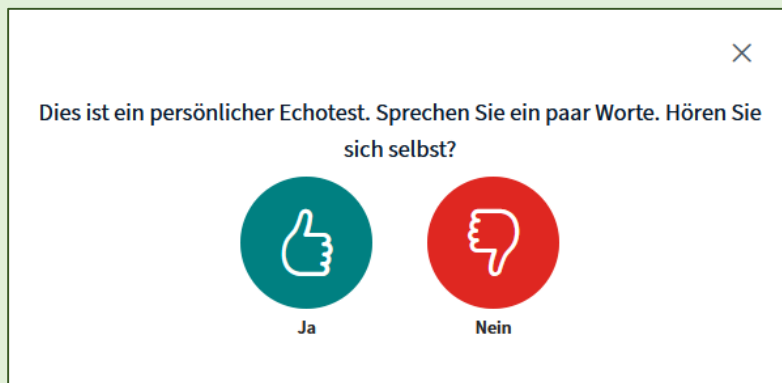 Dies ist ein persönlicher Echotest. Sprechen Sie ein paar Worte. Hören Sie
sich selbst?
Ja
Nein